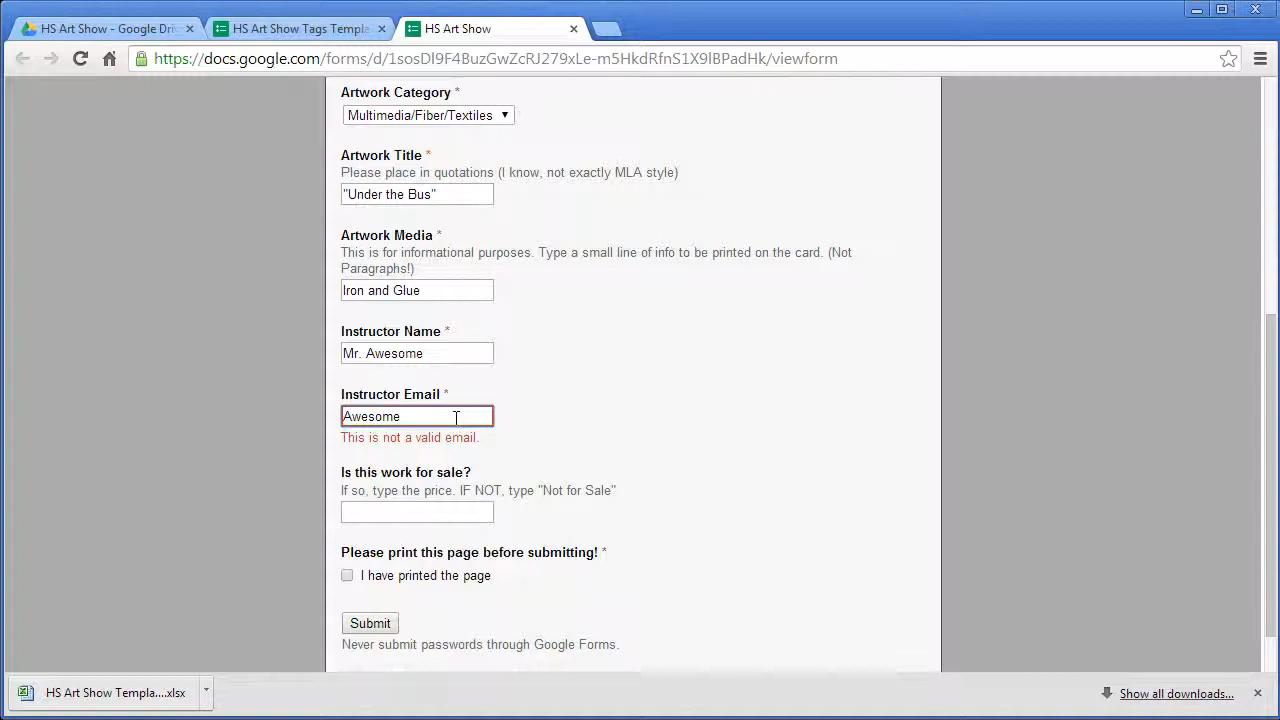 HS Art Show - Google Dri
HS Art Show Tags Templa
HS Art Show
https://docs.google.com/forms/d/1sosDl9F4BuzGwZcRJ279xLe-m5HkdRfnS1X9lBPadHk/viewform
Artwork Category *
Multimedia/Fiber/Textiles
Artwork Title *
Please place in quotations (I know, not exactly MLA style)
"Under the Bus"
Artwork Media *
This is for informational purposes. Type a small line of info to be printed on the card. (Not
Paragraphs!)
Iron and Glue
Instructor Name *
Mr. Awesome
Instructor Email *
Awesome
This is not a valid email.
Is this work for sale?
If so, type the price. IF NOT, type "Not for Sale"
Please print this page before submitting! *
I have printed the page
Submit
Never submit passwords through Google Forms.
HS Art Show Templa....xlsx
Show all downloads...